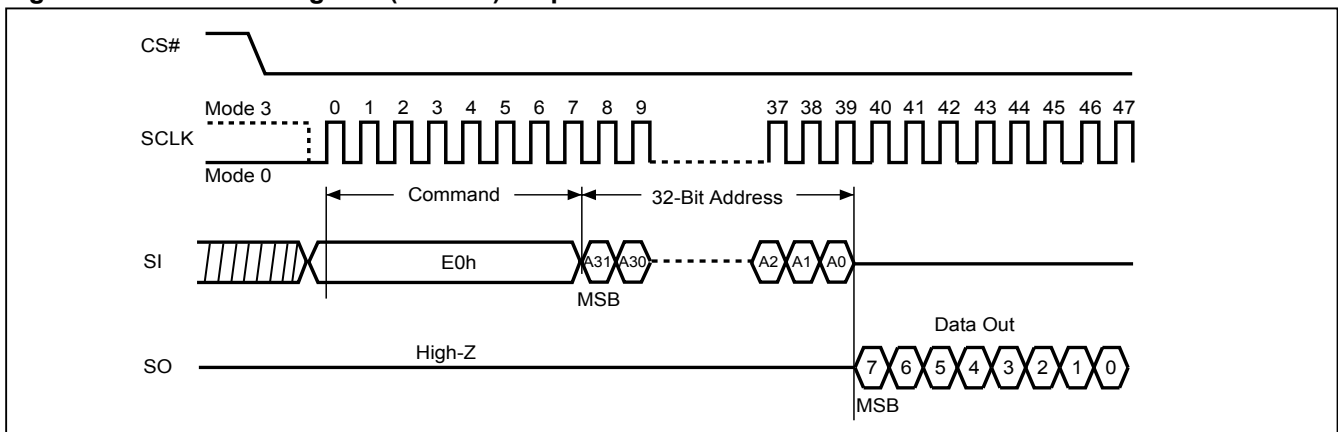 CS#
Mode 3
0 1 2 3 4 5 6 7 8 9 37 38 39 40 41 42 43 44 45 46 47
SCLK
Mode 0
Command
32-Bit Address
SI
E0h
A31 A30 A2 A1 A0
MSB
Data Out
High-Z
SO
7 6 5 4 3 2 1 0
MSB